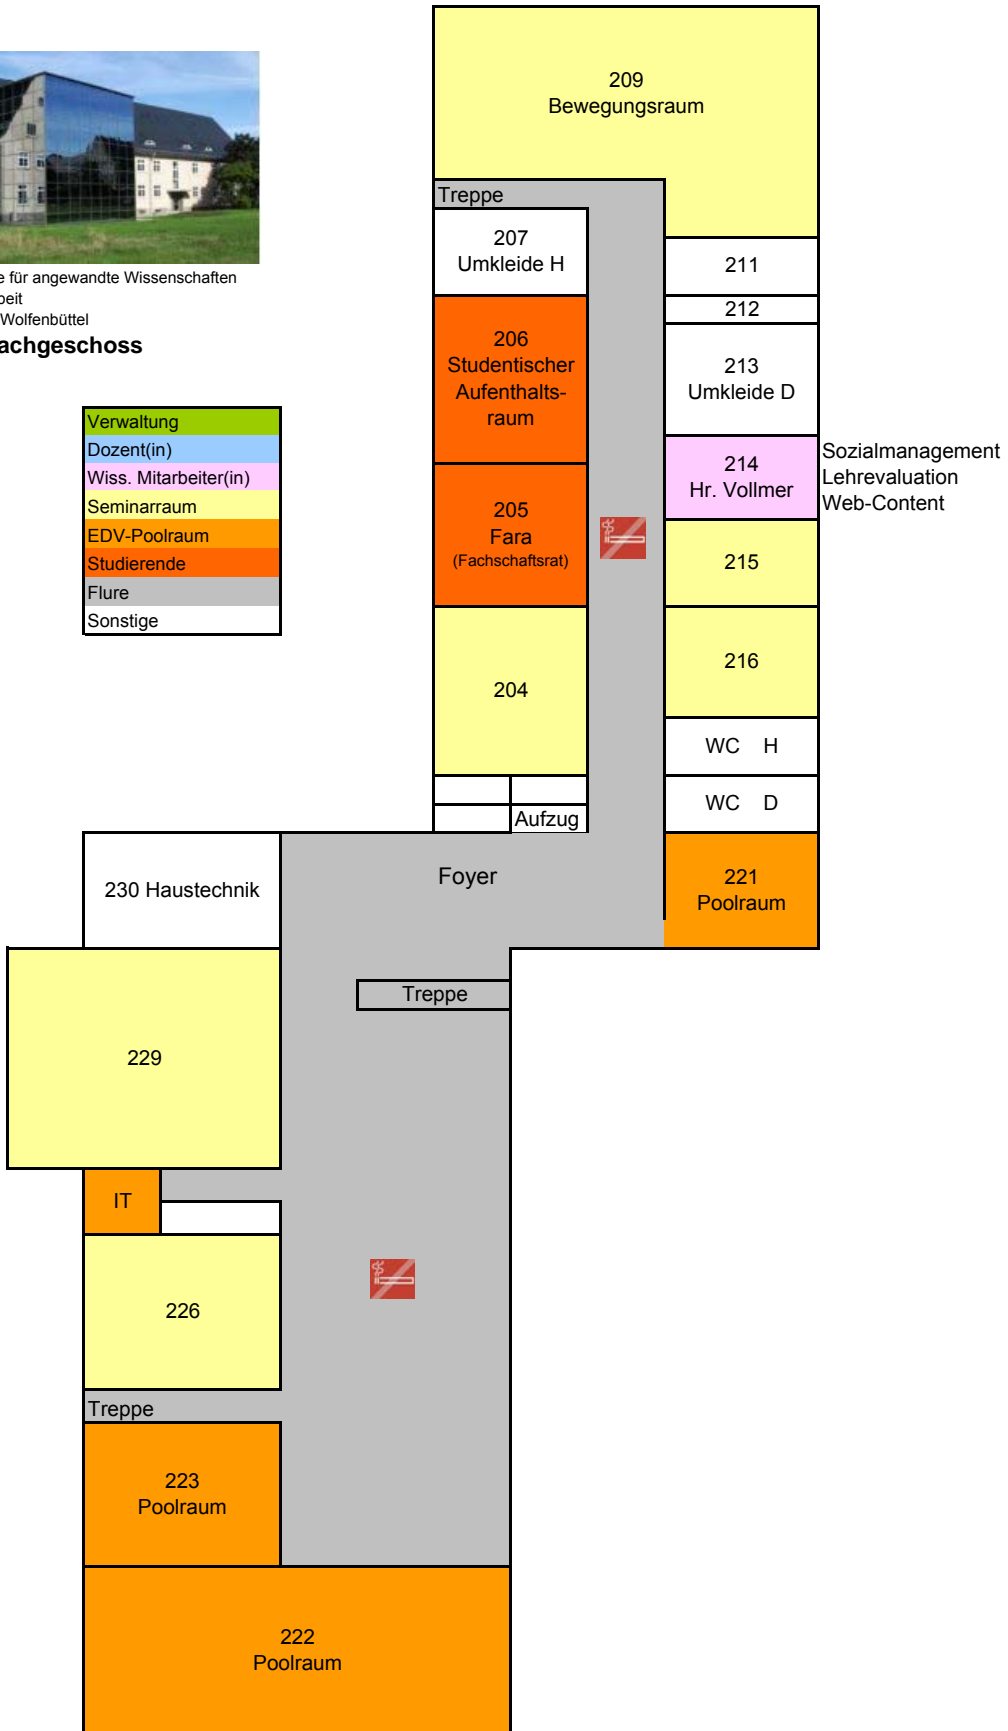 209
Bewegungsraum
Treppe
207
Umkleide H
211
e für angewandte Wissenschaften
beit
Wolfenbüttel
achgeschoss
212
206
Studentischer
Aufenthalts-
raum
213
Umkleide D
Verwaltung
Dozent(in)
Wiss. Mitarbeiter(in)
Seminarraum
EDV-Poolraum
Studierende
Flure
Sonstige
214
Hr. Vollmer
Sozialmanagement
Lehrevaluation
Web-Content
205
Fara
(Fachschaftsrat)
215
204
216
WC H
WC D
Aufzug
230 Haustechnik
Foyer
221
Poolraum
Treppe
229
IT
226
Treppe
223
Poolraum
222
Poolraum